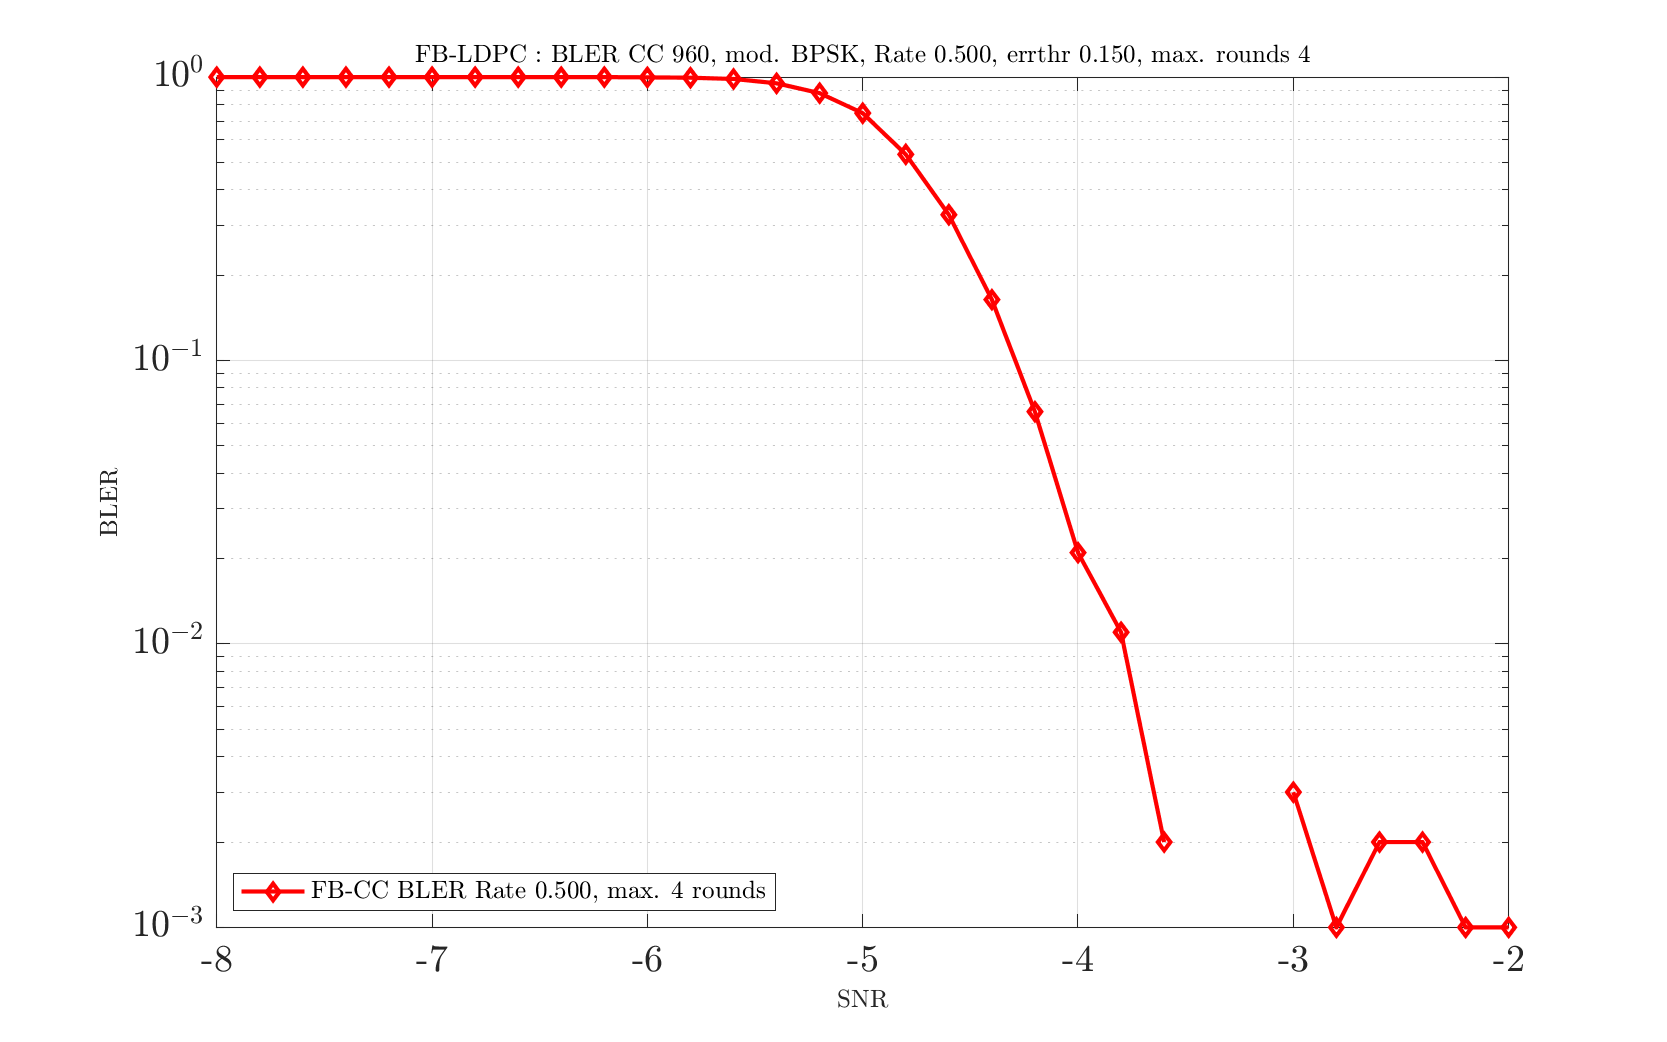 FB-LDPC : BLER CC 960, mod. BPSK, Rate 0.500, errthr 0.150, max. rounds 4
10^0
10^{-1}
10^{-2}
10^{-3}
BLER
FB-CC BLER Rate 0.500, max. 4 rounds
-8 -7 -6 -5 -4 -3 -2
SNR